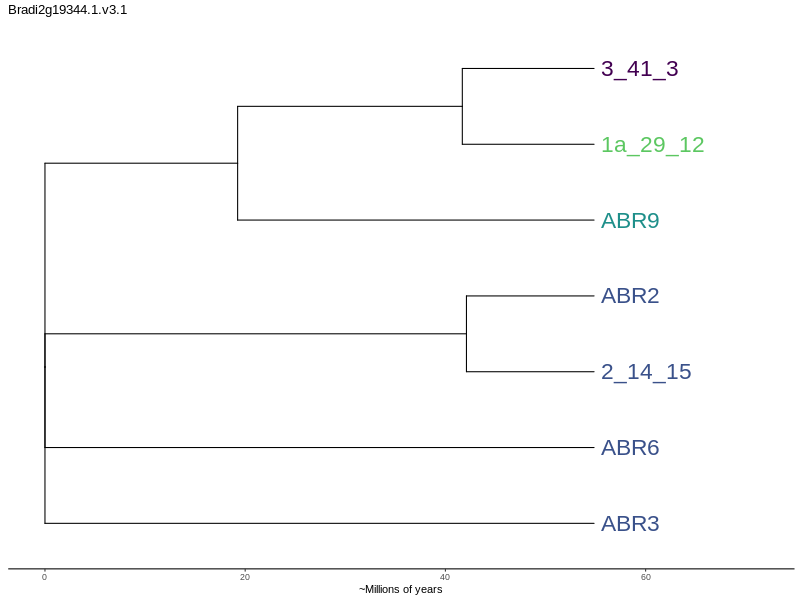 Bradi2g19344.1.v3.1
3_41_3
1a_29_12
ABR9
ABR2
2_14_15
ABR6
ABR3
0 20 40 60
~Millions of years